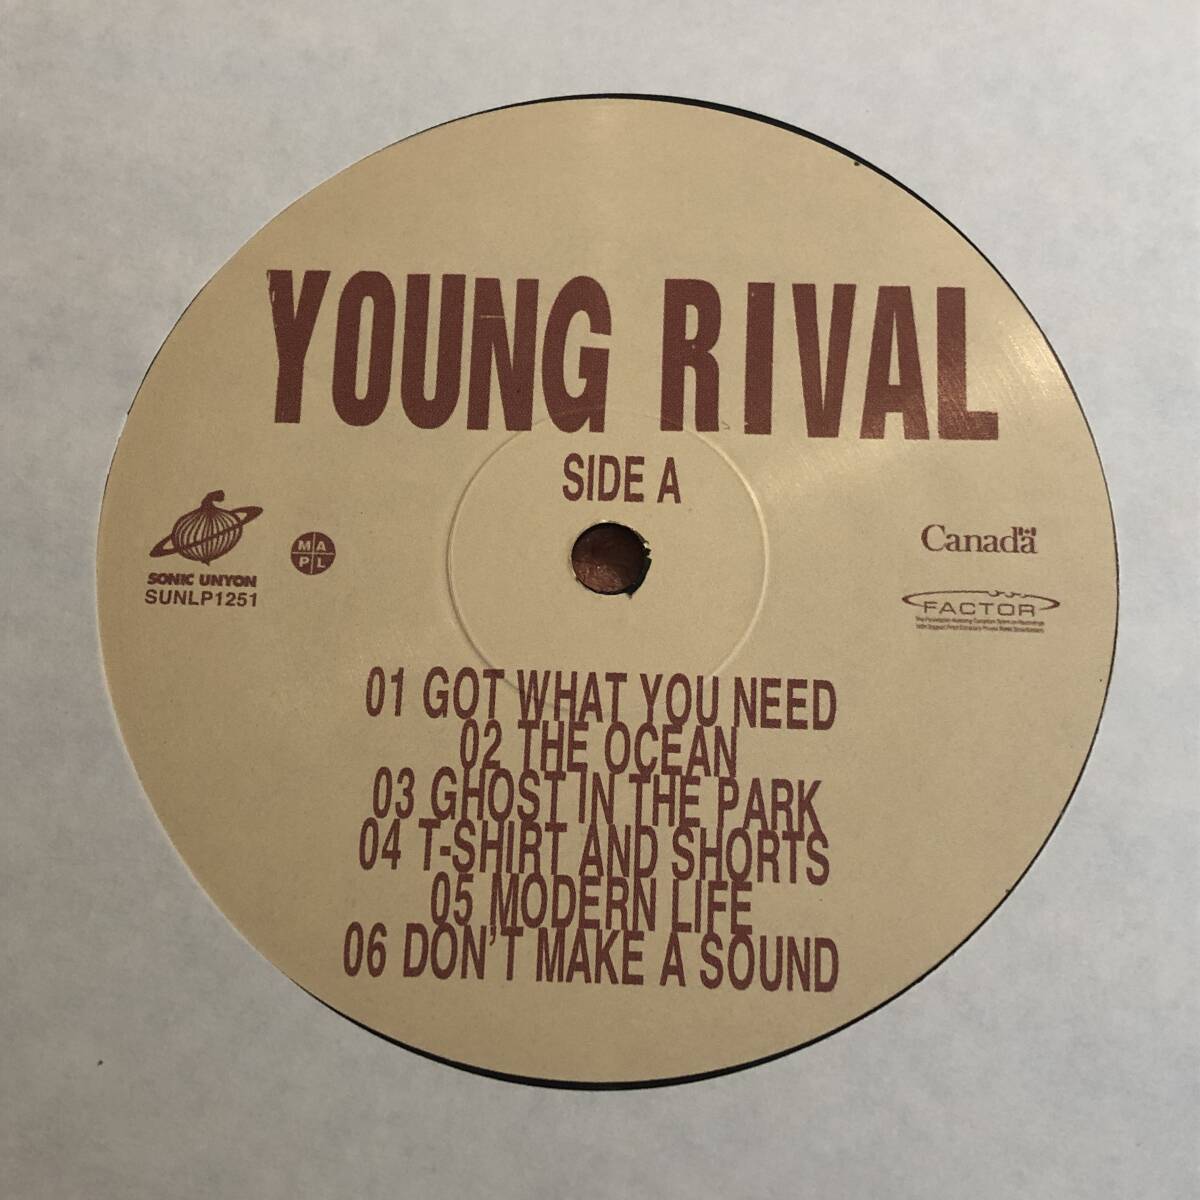 YOUNG RIVAL
SIDE A
SONIC UNYON
SUNLP1251
MA
PL
Canada
FACTOR
01 GOT WHAT YOU NEED
02 THE OCEAN
03 GHOST IN THE PARK
04 T-SHIRT AND SHORTS
05 MODERN LIFE
06 DON'T MAKE A SOUND